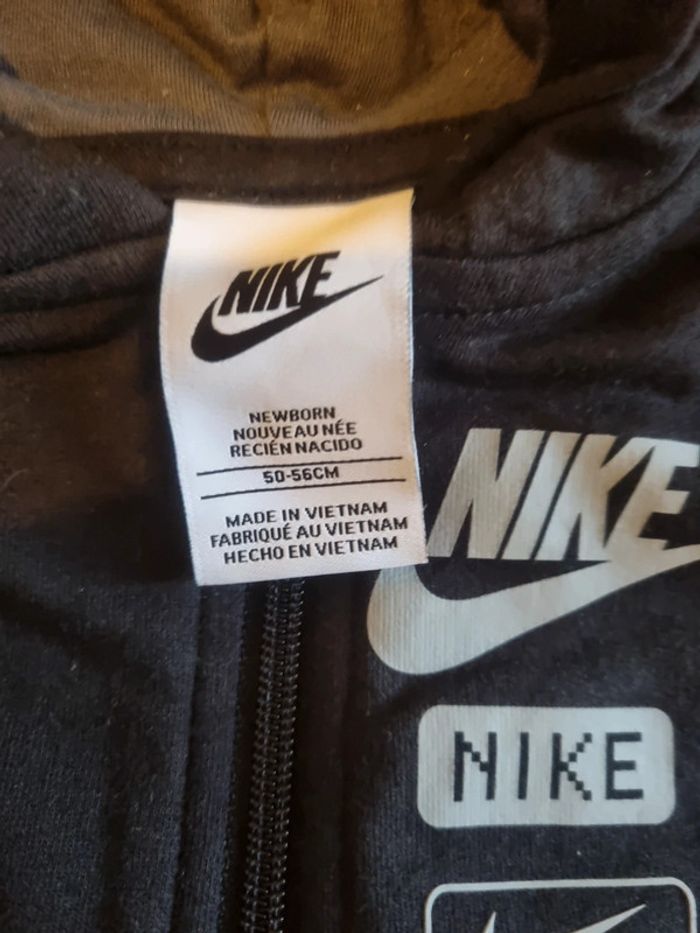 NIKE
NEWBORN
NOUVEAU NÉE
RECIÉN NACIDO
50-56CM
MADE IN VIETNAM
FABRIQUÉ AU VIETNAM
HECHO EN VIETNAM
NIKE
NIKE